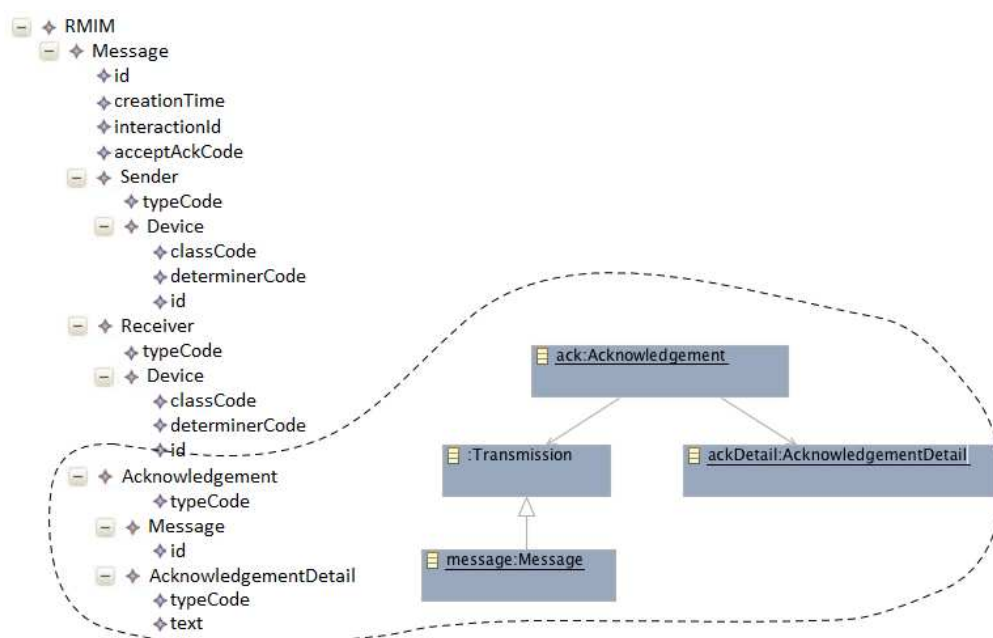 RMIM
Message
id
creationTime
interactionId
acceptAckCode
Sender
typeCode
Device
classCode
determinerCode
id
Receiver
typeCode
Device
classCode
determinerCode
id
Acknowledgement
typeCode
Message
id
AcknowledgementDetail
typeCode
text
ack:Acknowledgement
:Transmission
ackDetail:AcknowledgementDetail
message:Message